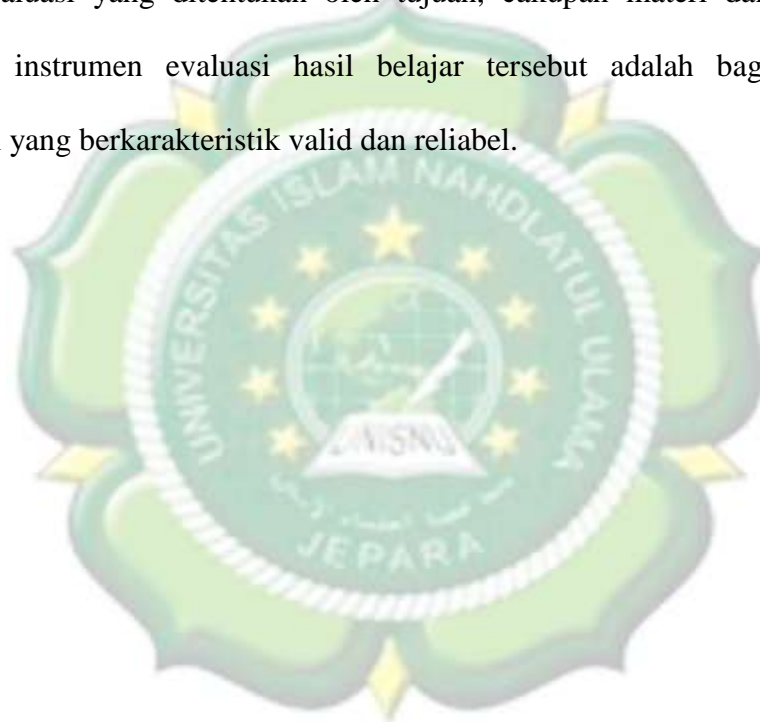 yang ditentukan oleh tujuan, cakupan materi dan
instrumen evaluasi hasil belajar tersebut adalah bag
yang berkarakteristik valid dan reliabel.
UNIVERSITAS ISLAM NAHDLATUL ULAMA
UNISNU
JEPARA